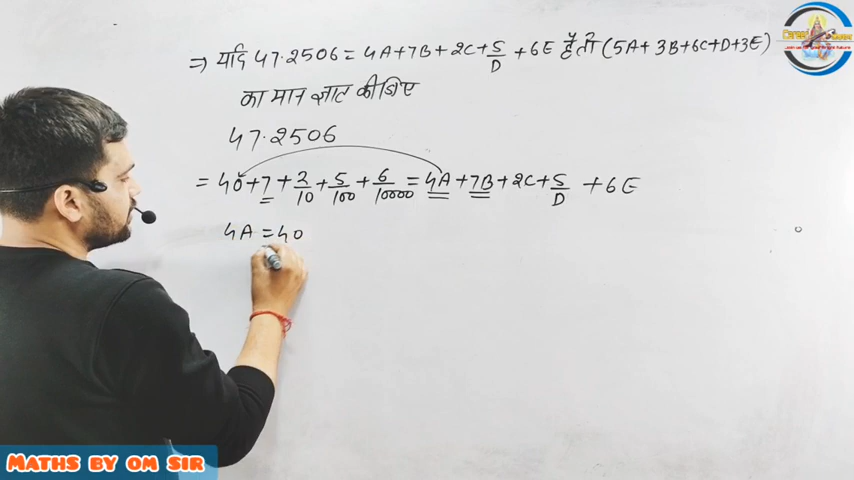 ⇒ यदि 47.2506 = 4A+7B+2C+5/D+6E है तो (5A+3B+6C+D+3E)
का मान ज्ञात कीजिए
47.2506
= 40+7+2/10+5/100+6/10000 = 4A+7B+2C+5/D+6E
4A = 40
MATHS BY OM SIR